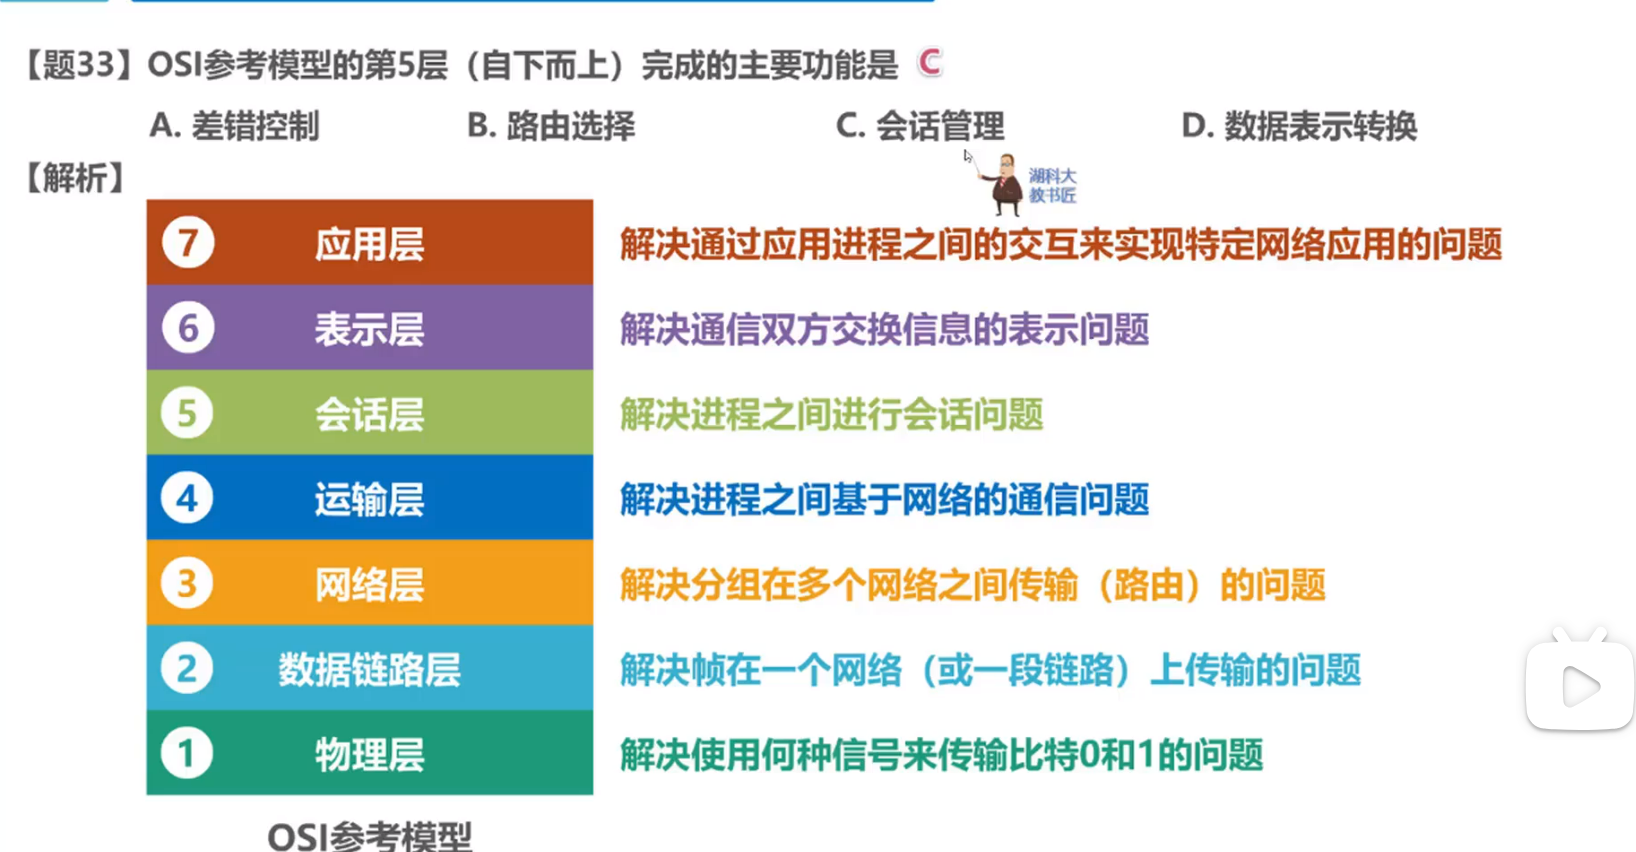 【题33】OSI参考模型的第5层（自下而上）完成的主要功能是 C
A. 差错控制 B. 路由选择 C. 会话管理 D. 数据表示转换
湖科大
教书匠
【解析】
7 应用层 解决通过应用进程之间的交互来实现特定网络应用的问题
6 表示层 解决通信双方交换信息的表示问题
5 会话层 解决进程之间进行会话问题
4 运输层 解决进程之间基于网络的通信问题
3 网络层 解决分组在多个网络之间传输（路由）的问题
2 数据链路层 解决帧在一个网络（或一段链路）上传输的问题
1 物理层 解决使用何种信号来传输比特0和1的问题
OSI参考模型